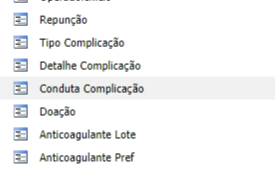 Repunção
Tipo Complicação
Detalhe Complicação
Conduta Complicação
Doação
Anticoagulante Lote
Anticoagulante Pref